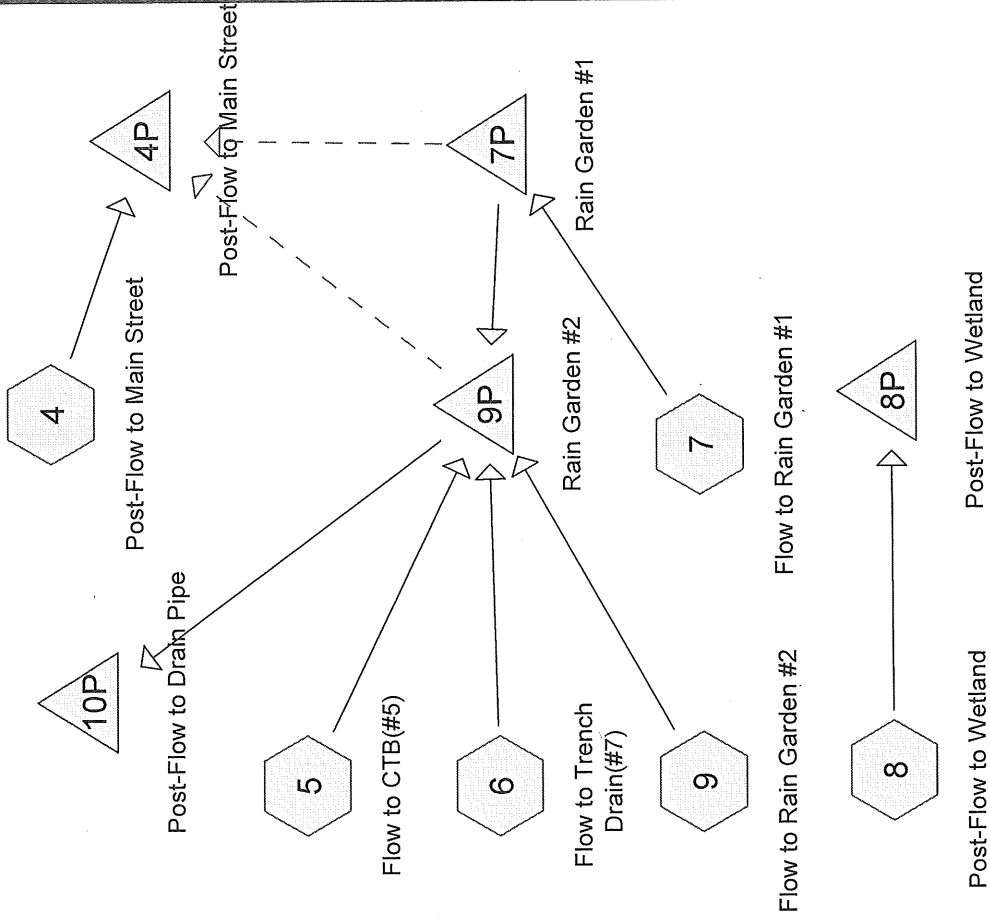 4
Post-Flow to Main Street
4P
Post-Flow to Main Street
10P
Post-Flow to Drain Pipe
5
Flow to CTB(#5)
6
Flow to Trench
Drain(#7)
9
Flow to Rain Garden #2
9P
Rain Garden #2
7P
Rain Garden #1
7
Flow to Rain Garden #1
8
Post-Flow to Wetland
8P
Post-Flow to Wetland